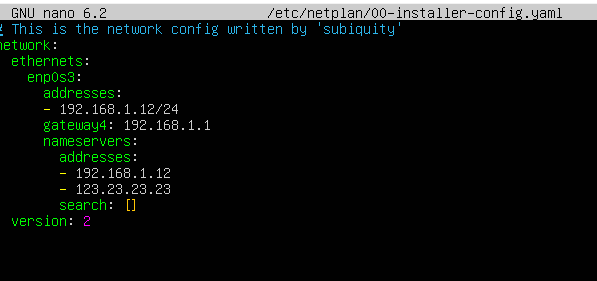 GNU nano 6.2 /etc/netplan/00-installer-config.yaml
# This is the network config written by 'subiquity'
network:
  ethernets:
    enp0s3:
      addresses:
      - 192.168.1.12/24
      gateway4: 192.168.1.1
      nameservers:
        addresses:
        - 192.168.1.12
        - 123.23.23.23
        search: []
  version: 2